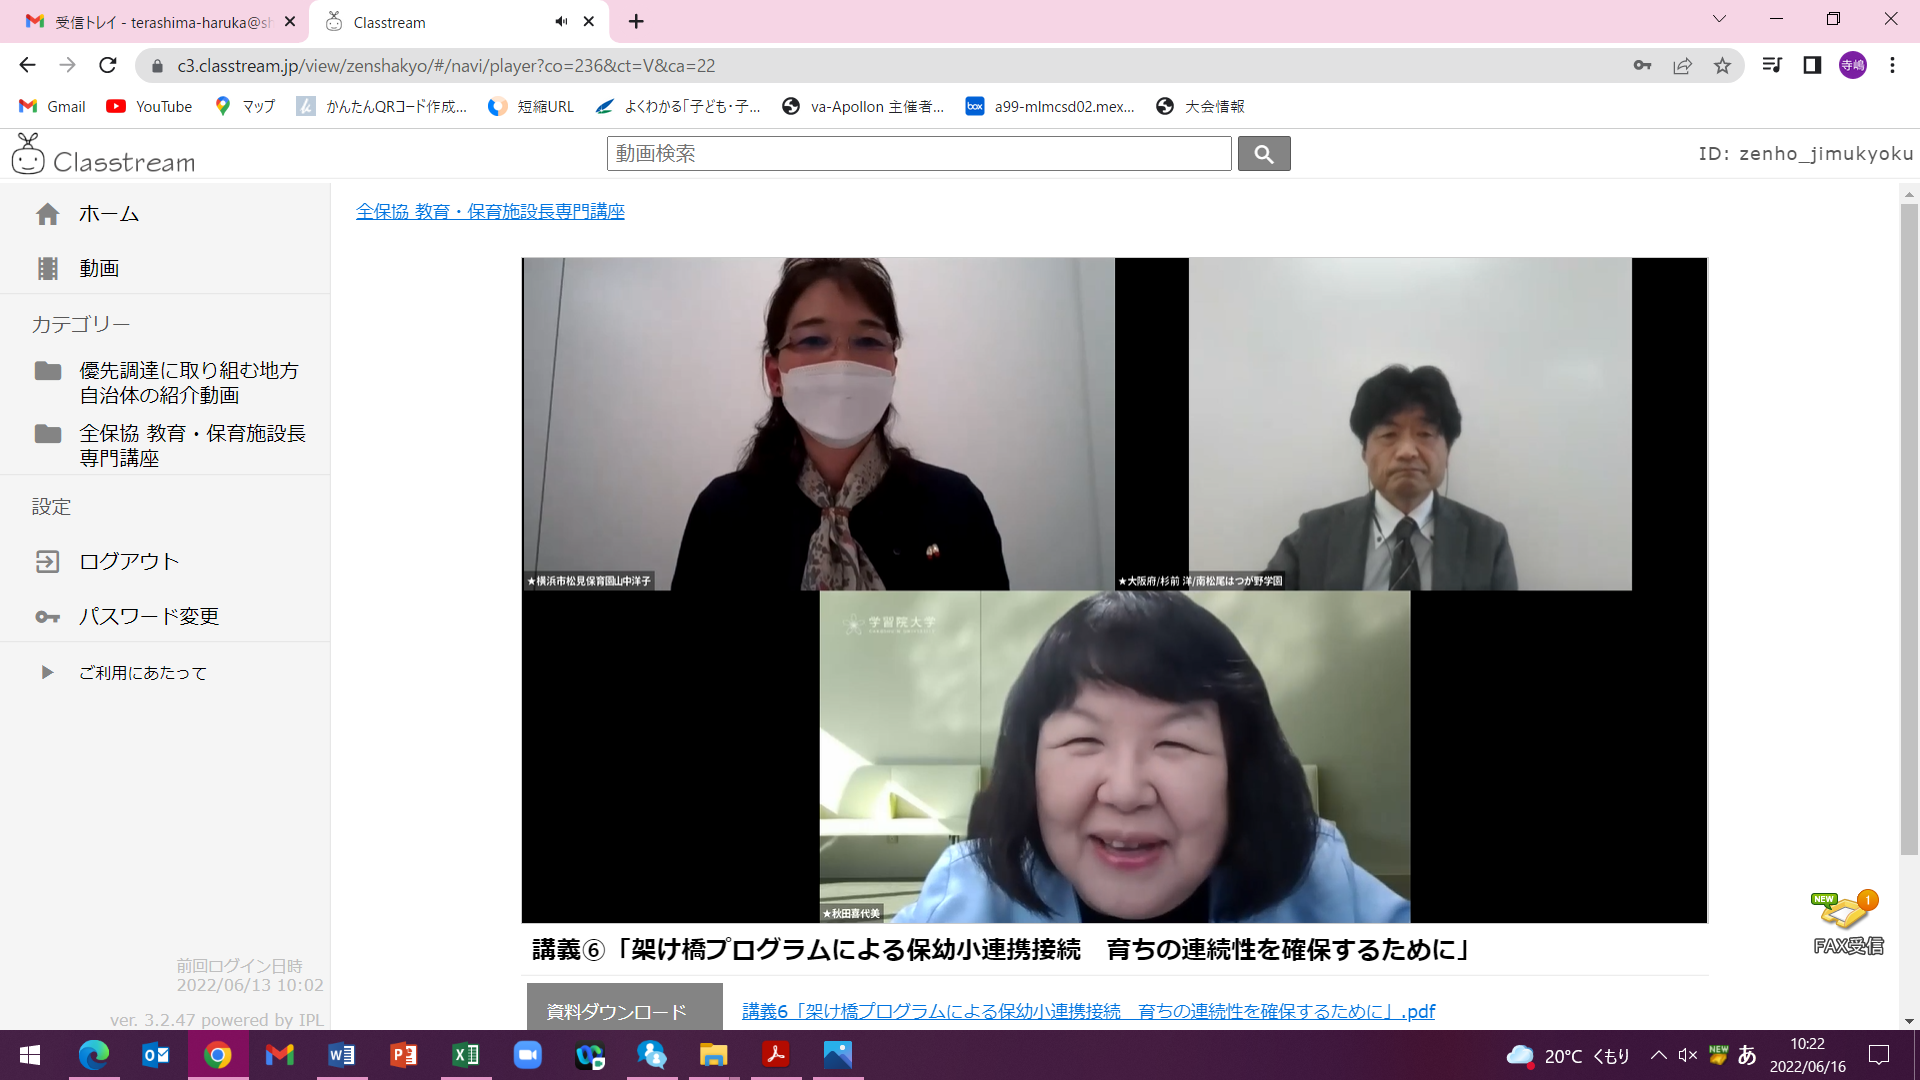 受信トレイ - terashima-haruka@sh
Classtream
c3.classtream.jp/view/zenshakyo/#/navi/player?co=236&ct=V&ca=22
寺嶋
Gmail
YouTube
マップ
かんたんQRコード作成...
短縮URL
よくわかる「子ども・子...
va-Apollon 主催者...
box
a99-mlmcsd02.mex...
大会情報
Classtream
動画検索
ID: zenho_jimukyoku
ホーム
動画
カテゴリー
優先調達に取り組む地方
自治体の紹介動画
全保協 教育・保育施設長
専門講座
設定
ログアウト
パスワード変更
ご利用にあたって
前回ログイン日時
2022/06/13 10:02
ver. 3.2.47 powered by IPL
全保協 教育・保育施設長専門講座
★横浜市松見保育園山中洋子
★大阪府/杉前 洋/南松尾はつが野学園
学習院大学
★秋田喜代美
講義⑥「架け橋プログラムによる保幼小連携接続　育ちの連続性を確保するために」
資料ダウンロード
講義6「架け橋プログラムによる保幼小連携接続　育ちの連続性を確保するために」.pdf
NEW
1
FAX受信
20°C くもり
NEW
あ
10:22
2022/06/16